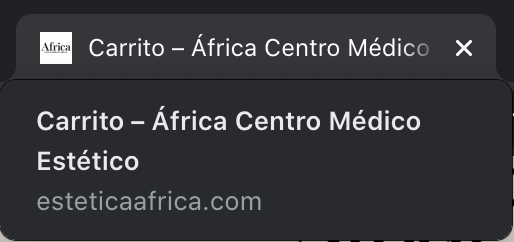 África
Carrito – África Centro Médico
Carrito – África Centro Médico
Estético
esteticaafrica.com